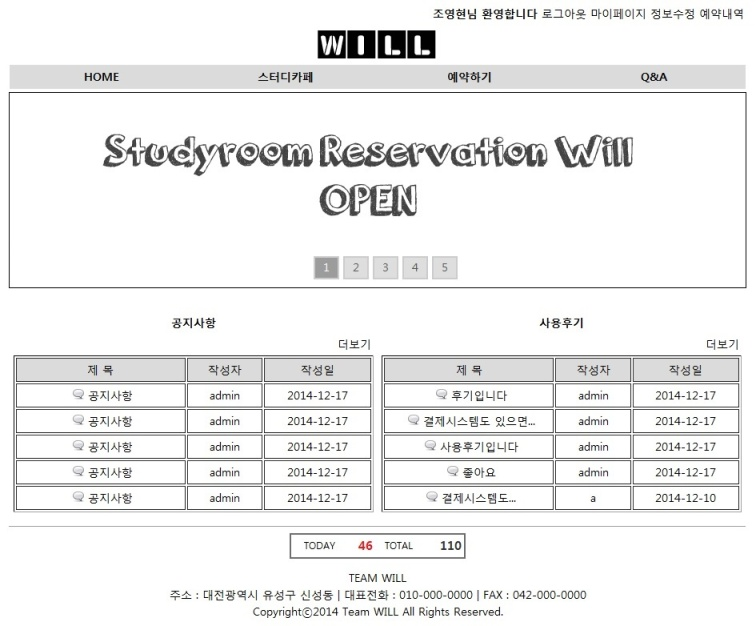 조영현님 환영합니다 로그아웃 마이페이지 정보수정 예약내역
WILL
HOME 스터디카페 예약하기 Q&A
Studyroom Reservation Will
OPEN
1 2 3 4 5
공지사항
더보기
제 목 작성자 작성일
공지사항 admin 2014-12-17
공지사항 admin 2014-12-17
공지사항 admin 2014-12-17
공지사항 admin 2014-12-17
공지사항 admin 2014-12-17
사용후기
더보기
제 목 작성자 작성일
후기입니다 admin 2014-12-17
결제시스템도 있으면... admin 2014-12-17
사용후기입니다 admin 2014-12-17
좋아요 admin 2014-12-17
결제시스템도... a 2014-12-10
TODAY 46 TOTAL 110
TEAM WILL
주소 : 대전광역시 유성구 신성동 | 대표전화 : 010-000-0000 | FAX : 042-000-0000
Copyrightⓒ2014 Team WILL All Rights Reserved.